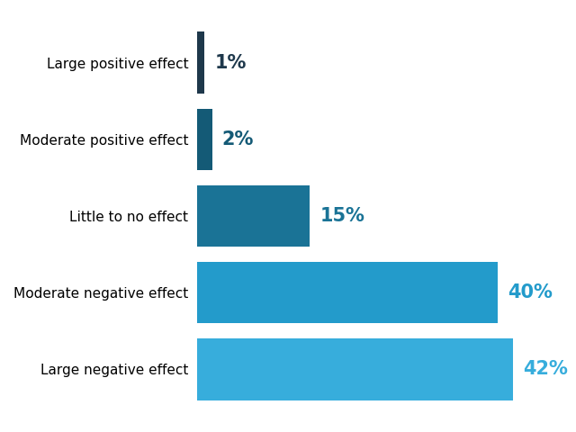 Large positive effect 1%
Moderate positive effect 2%
Little to no effect 15%
Moderate negative effect 40%
Large negative effect 42%